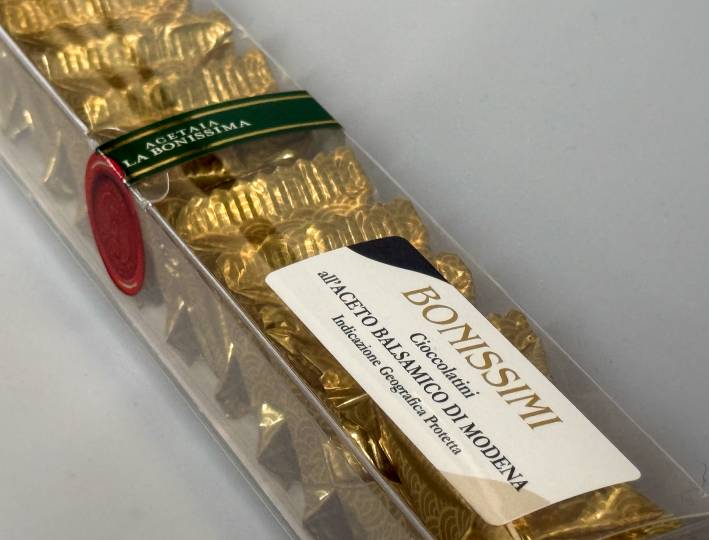 ACETAIA
LA BONISSIMA
BONISSIMI
Cioccolatini
all'ACETO BALSAMICO DI MODENA
Indicazione Geografica Protetta